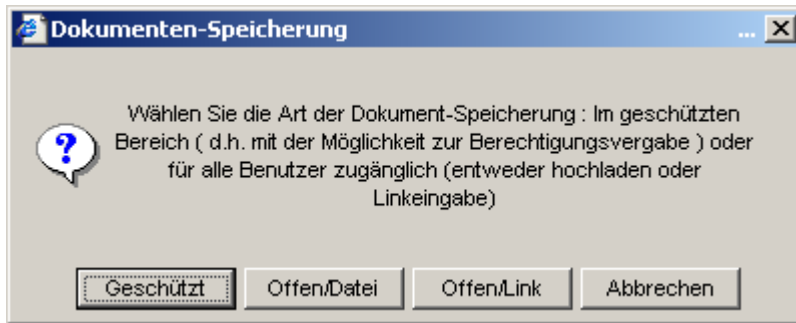 Dokumenten-Speicherung ...
Wählen Sie die Art der Dokument-Speicherung : Im geschützten
Bereich ( d.h. mit der Möglichkeit zur Berechtigungsvergabe ) oder
für alle Benutzer zugänglich (entweder hochladen oder
Linkeingabe)
Geschützt Offen/Datei Offen/Link Abbrechen